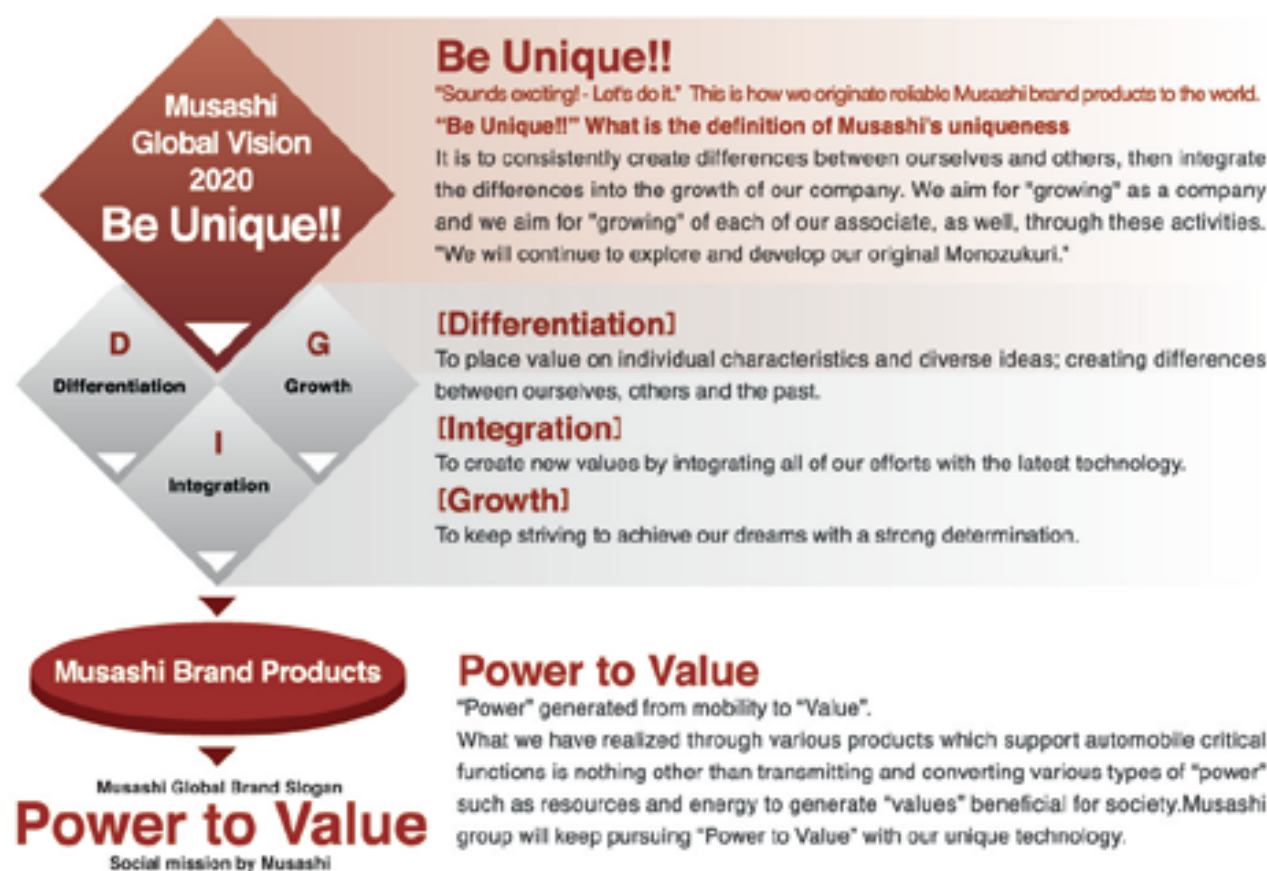 Musashi
Global Vision
2020
Be Unique!!
D
Differentiation
G
Growth
I
Integration
Musashi Brand Products
Musashi Global Brand Slogan
Power to Value
Social mission by Musashi
Be Unique!!
"Sounds exciting! - Let's do it." This is how we originate reliable Musashi brand products to the world.
"Be Unique!!" What is the definition of Musashi's uniqueness
It is to consistently create differences between ourselves and others, then integrate
the differences into the growth of our company. We aim for "growing" as a company
and we aim for "growing" of each of our associate, as well, through these activities.
"We will continue to explore and develop our original Monozukuri."
[Differentiation]
To place value on individual characteristics and diverse ideas; creating differences
between ourselves, others and the past.
[Integration]
To create new values by integrating all of our efforts with the latest technology.
[Growth]
To keep striving to achieve our dreams with a strong determination.
Power to Value
"Power" generated from mobility to "Value".
What we have realized through various products which support automobile critical
functions is nothing other than transmitting and converting various types of "power"
such as resources and energy to generate "values" beneficial for society.Musashi
group will keep pursuing "Power to Value" with our unique technology.